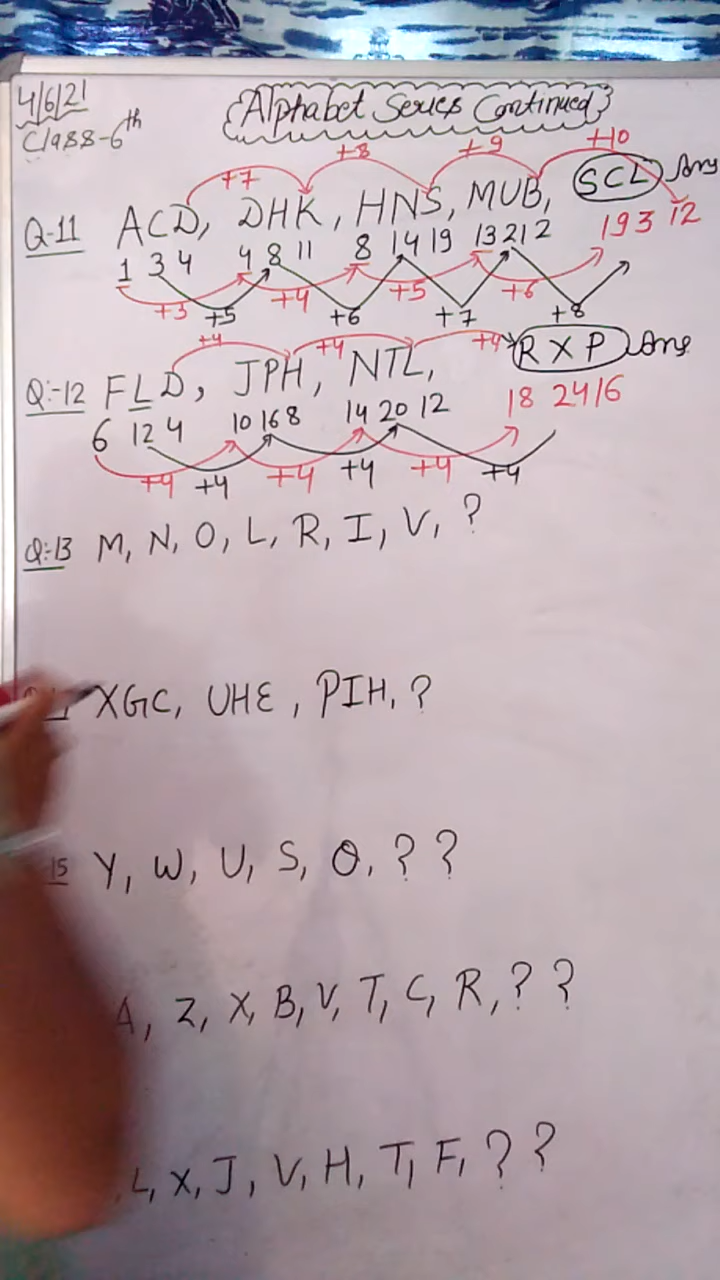 4/6/21
Class-6th
Alphabet Series Continued
+7 +8 +9 +10
Q-11 ACD, DHK, HNS, MUB, SCL Ans
1 3 4 4 8 11 8 14 19 13 21 2 19 3 12
+3 +5 +4 +6 +5 +7 +6 +8
+4 +4 +4
Q:-12 FLD, JPH, NTL, RXP Ans
6 12 4 10 16 8 14 20 12 18 24 16
+4 +4 +4 +4 +4 +4
Q:-13 M, N, O, L, R, I, V, ?
XGC, UHE, PIH, ?
15 Y, W, U, S, Q, ? ?
A, Z, X, B, V, T, C, R, ? ?
L, X, J, V, H, T, F, ? ?